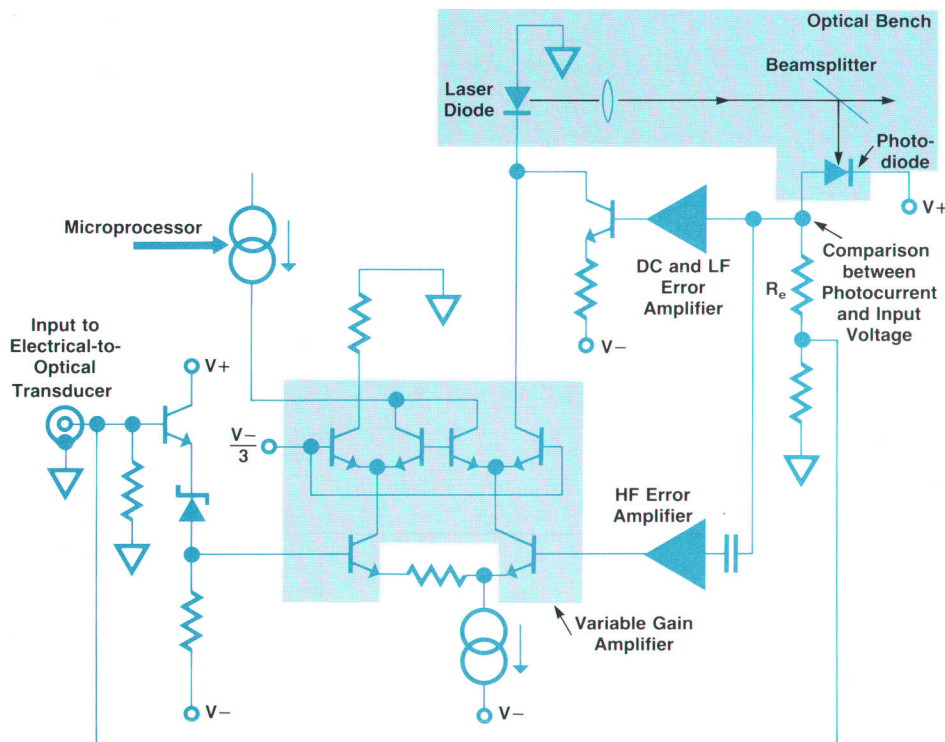 Optical Bench
Beamsplitter
Laser
Diode
Photo-
diode
V+
Microprocessor
DC and LF
Error
Amplifier
Comparison
between
Photocurrent
and Input
Voltage
Re
V−
Input to
Electrical-to-
Optical
Transducer
V+
V−
3
HF Error
Amplifier
Variable Gain
Amplifier
V−
V−